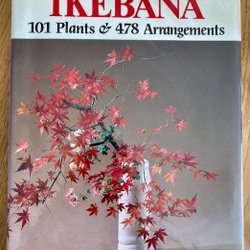 IKEBANA
101 Plants & 478 Arrangements